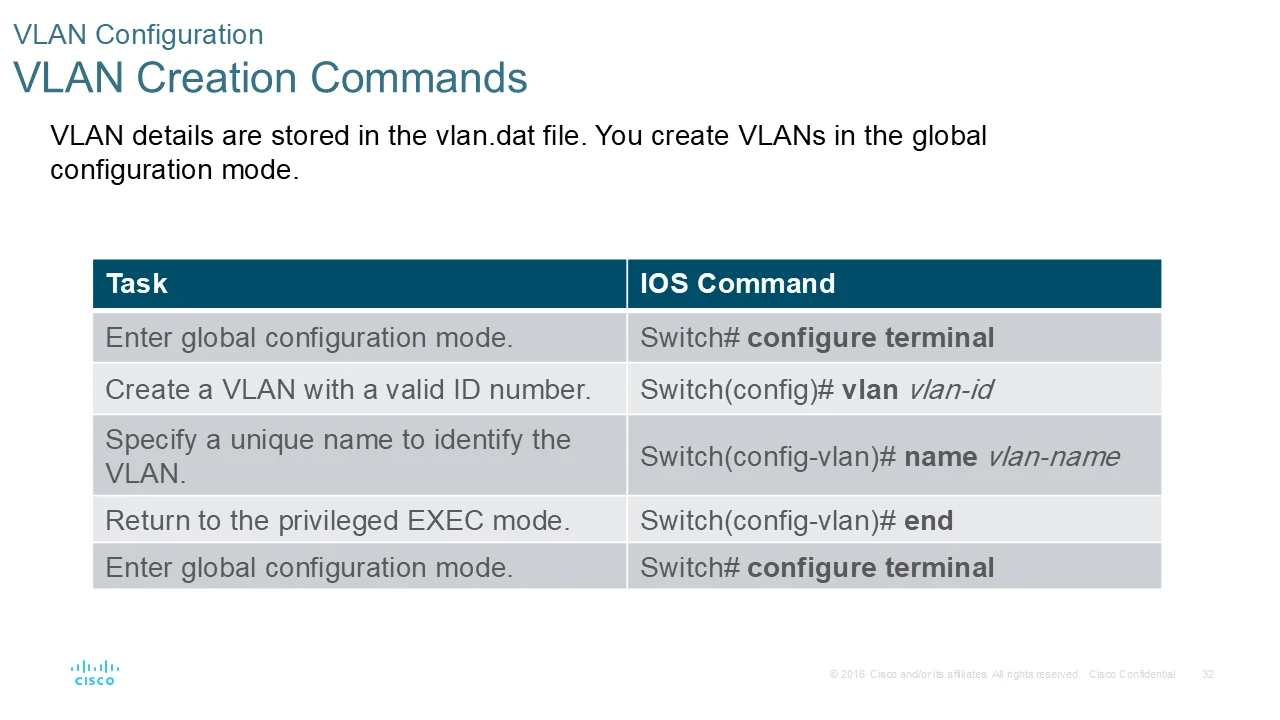 VLAN Configuration
VLAN Creation Commands
VLAN details are stored in the vlan.dat file. You create VLANs in the global
configuration mode.
Task IOS Command
Enter global configuration mode. Switch# configure terminal
Create a VLAN with a valid ID number. Switch(config)# vlan vlan-id
Specify a unique name to identify the
VLAN. Switch(config-vlan)# name vlan-name
Return to the privileged EXEC mode. Switch(config-vlan)# end
Enter global configuration mode. Switch# configure terminal
cisco
© 2016 Cisco and/or its affiliates. All rights reserved. Cisco Confidential 32